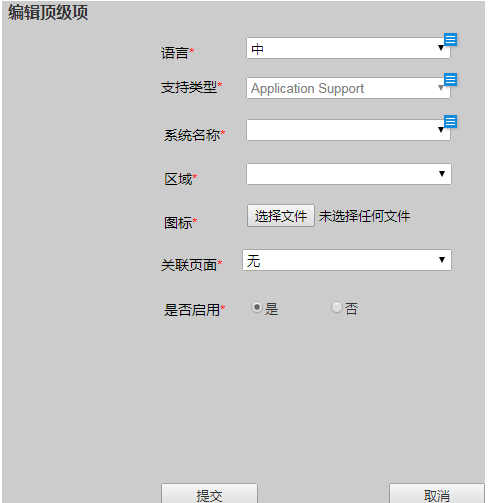 编辑顶级项
语言* 中
支持类型* Application Support
系统名称*
区域*
图标* 选择文件 未选择任何文件
关联页面* 无
是否启用* 是 否
提交 取消